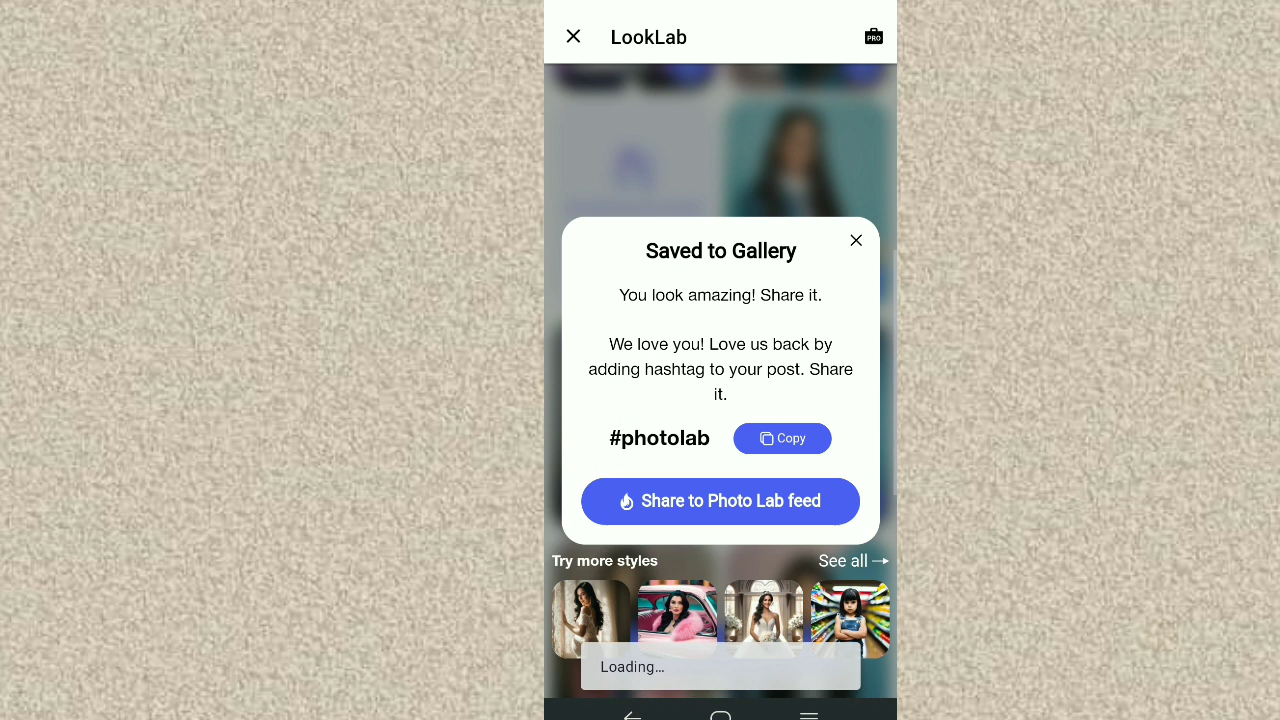 LookLab
PRO
Saved to Gallery
You look amazing! Share it.
We love you! Love us back by
adding hashtag to your post. Share
it.
#photolab
Copy
Share to Photo Lab feed
Try more styles
See all →
Loading...